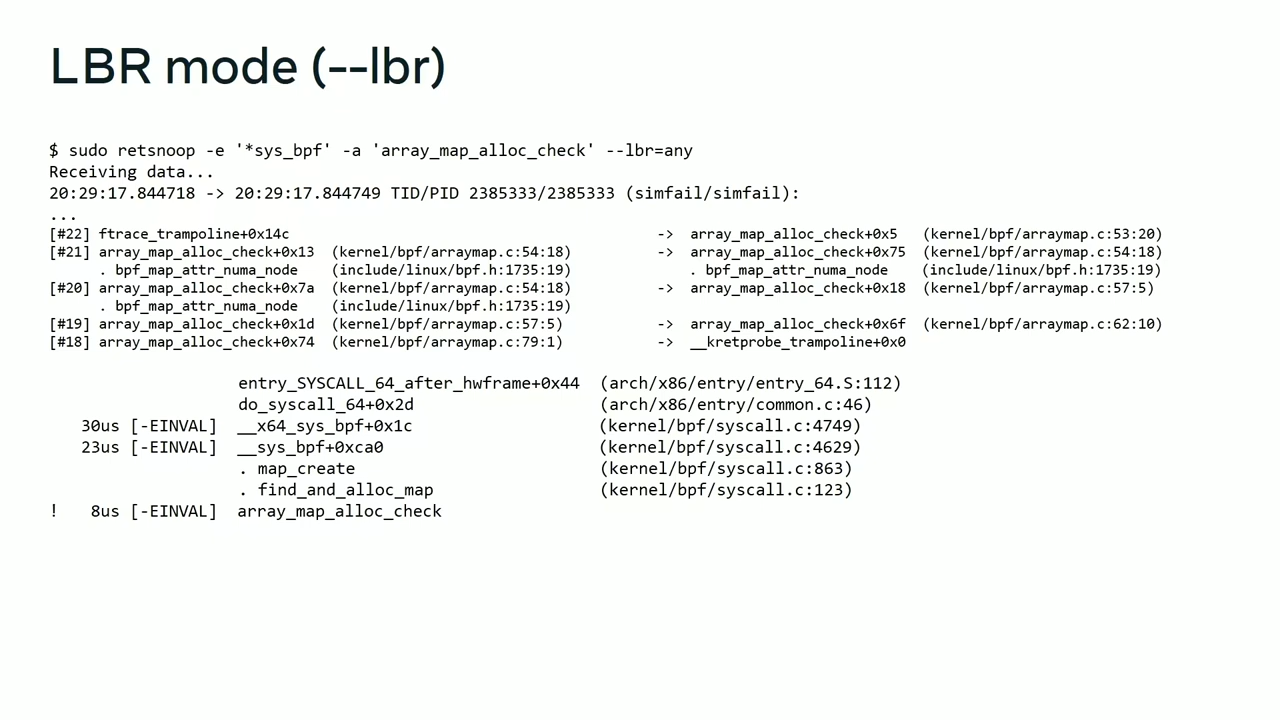 LBR mode (--lbr)
$ sudo retsnoop -e '*sys_bpf' -a 'array_map_alloc_check' --lbr=any
Receiving data...
20:29:17.844718 -> 20:29:17.844749 TID/PID 2385333/2385333 (simfail/simfail):
...
[#22] ftrace_trampoline+0x14c -> array_map_alloc_check+0x5 (kernel/bpf/arraymap.c:53:20)
[#21] array_map_alloc_check+0x13 (kernel/bpf/arraymap.c:54:18) -> array_map_alloc_check+0x75 (kernel/bpf/arraymap.c:54:18)
. bpf_map_attr_numa_node (include/linux/bpf.h:1735:19) . bpf_map_attr_numa_node (include/linux/bpf.h:1735:19)
[#20] array_map_alloc_check+0x7a (kernel/bpf/arraymap.c:54:18) -> array_map_alloc_check+0x18 (kernel/bpf/arraymap.c:57:5)
. bpf_map_attr_numa_node (include/linux/bpf.h:1735:19)
[#19] array_map_alloc_check+0x1d (kernel/bpf/arraymap.c:57:5) -> array_map_alloc_check+0x6f (kernel/bpf/arraymap.c:62:10)
[#18] array_map_alloc_check+0x74 (kernel/bpf/arraymap.c:79:1) -> __kretprobe_trampoline+0x0
entry_SYSCALL_64_after_hwframe+0x44 (arch/x86/entry/entry_64.S:112)
do_syscall_64+0x2d (arch/x86/entry/common.c:46)
30us [-EINVAL] __x64_sys_bpf+0x1c (kernel/bpf/syscall.c:4749)
23us [-EINVAL] __sys_bpf+0xca0 (kernel/bpf/syscall.c:4629)
. map_create (kernel/bpf/syscall.c:863)
. find_and_alloc_map (kernel/bpf/syscall.c:123)
! 8us [-EINVAL] array_map_alloc_check